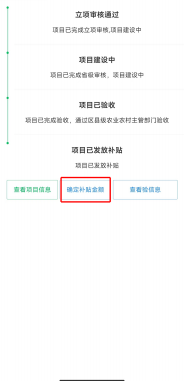 立项审核通过
项目已完成立项审核,项目建设中
项目建设中
项目已完成省级审核，项目建设中
项目已验收
项目已完成验收，通过区县级农业农村主管部门验收
项目已发放补贴
项目已发放补贴
查看项目信息 确定补贴金额 查看验信息